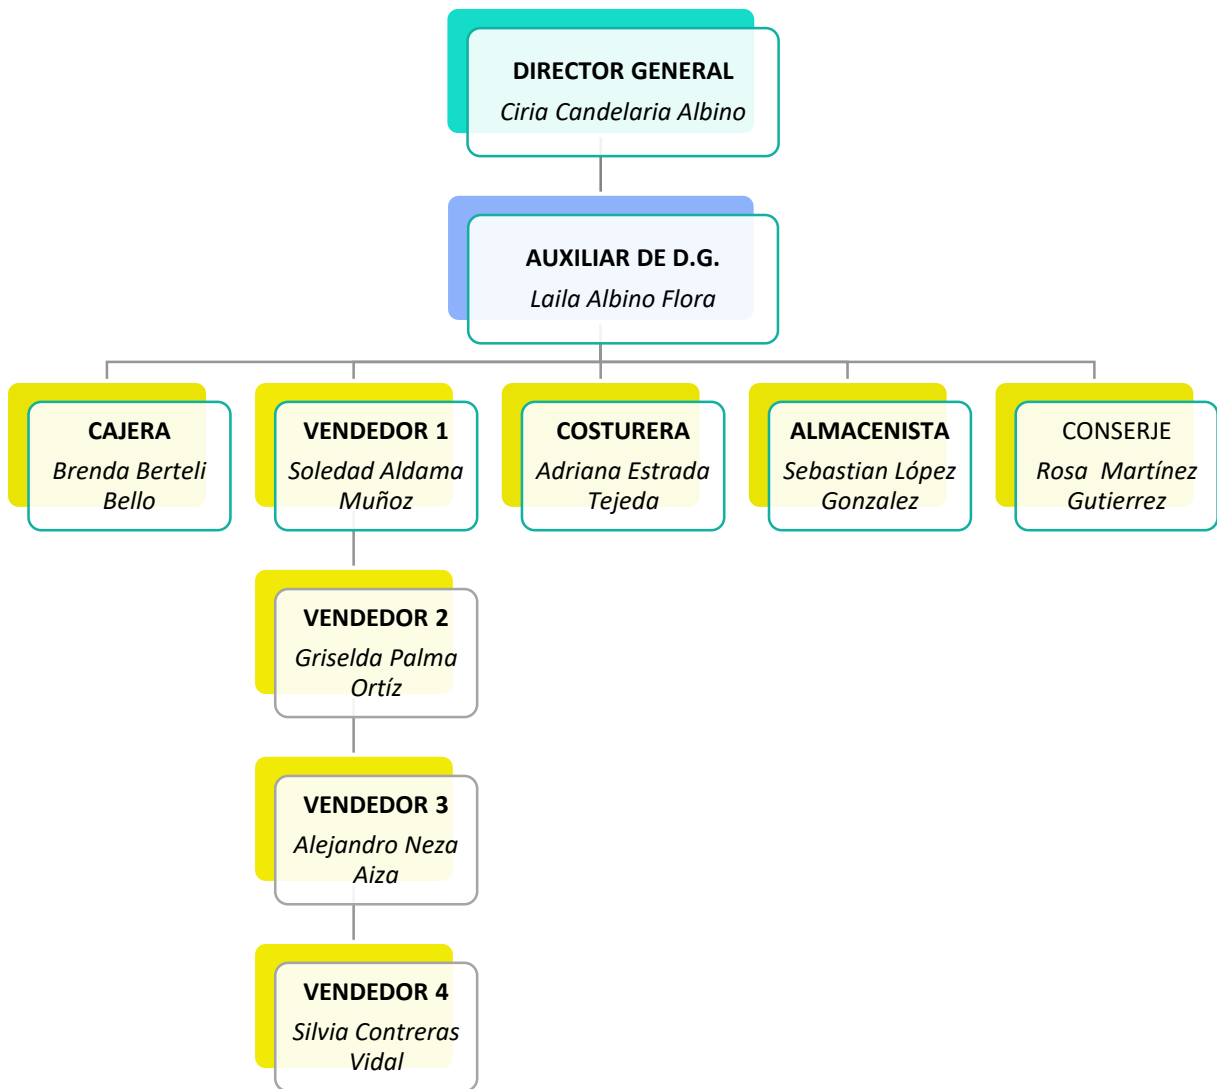 DIRECTOR GENERAL
Ciria Candelaria Albino
AUXILIAR DE D.G.
Laila Albino Flora
CAJERA
Brenda Berteli
Bello
VENDEDOR 1
Soledad Aldama
Muñoz
COSTURERA
Adriana Estrada
Tejeda
ALMACENISTA
Sebastian López
Gonzalez
CONSERJE
Rosa  Martínez
Gutierrez
VENDEDOR 2
Griselda Palma
Ortíz
VENDEDOR 3
Alejandro Neza
Aiza
VENDEDOR 4
Silvia Contreras
Vidal